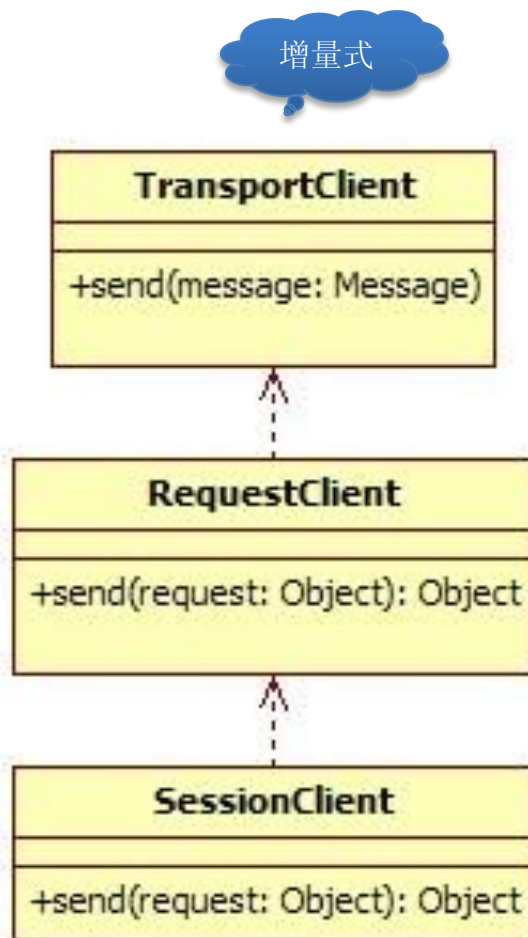 增量式
TransportClient
+send(message: Message)
RequestClient
+send(request: Object): Object
SessionClient
+send(request: Object): Object